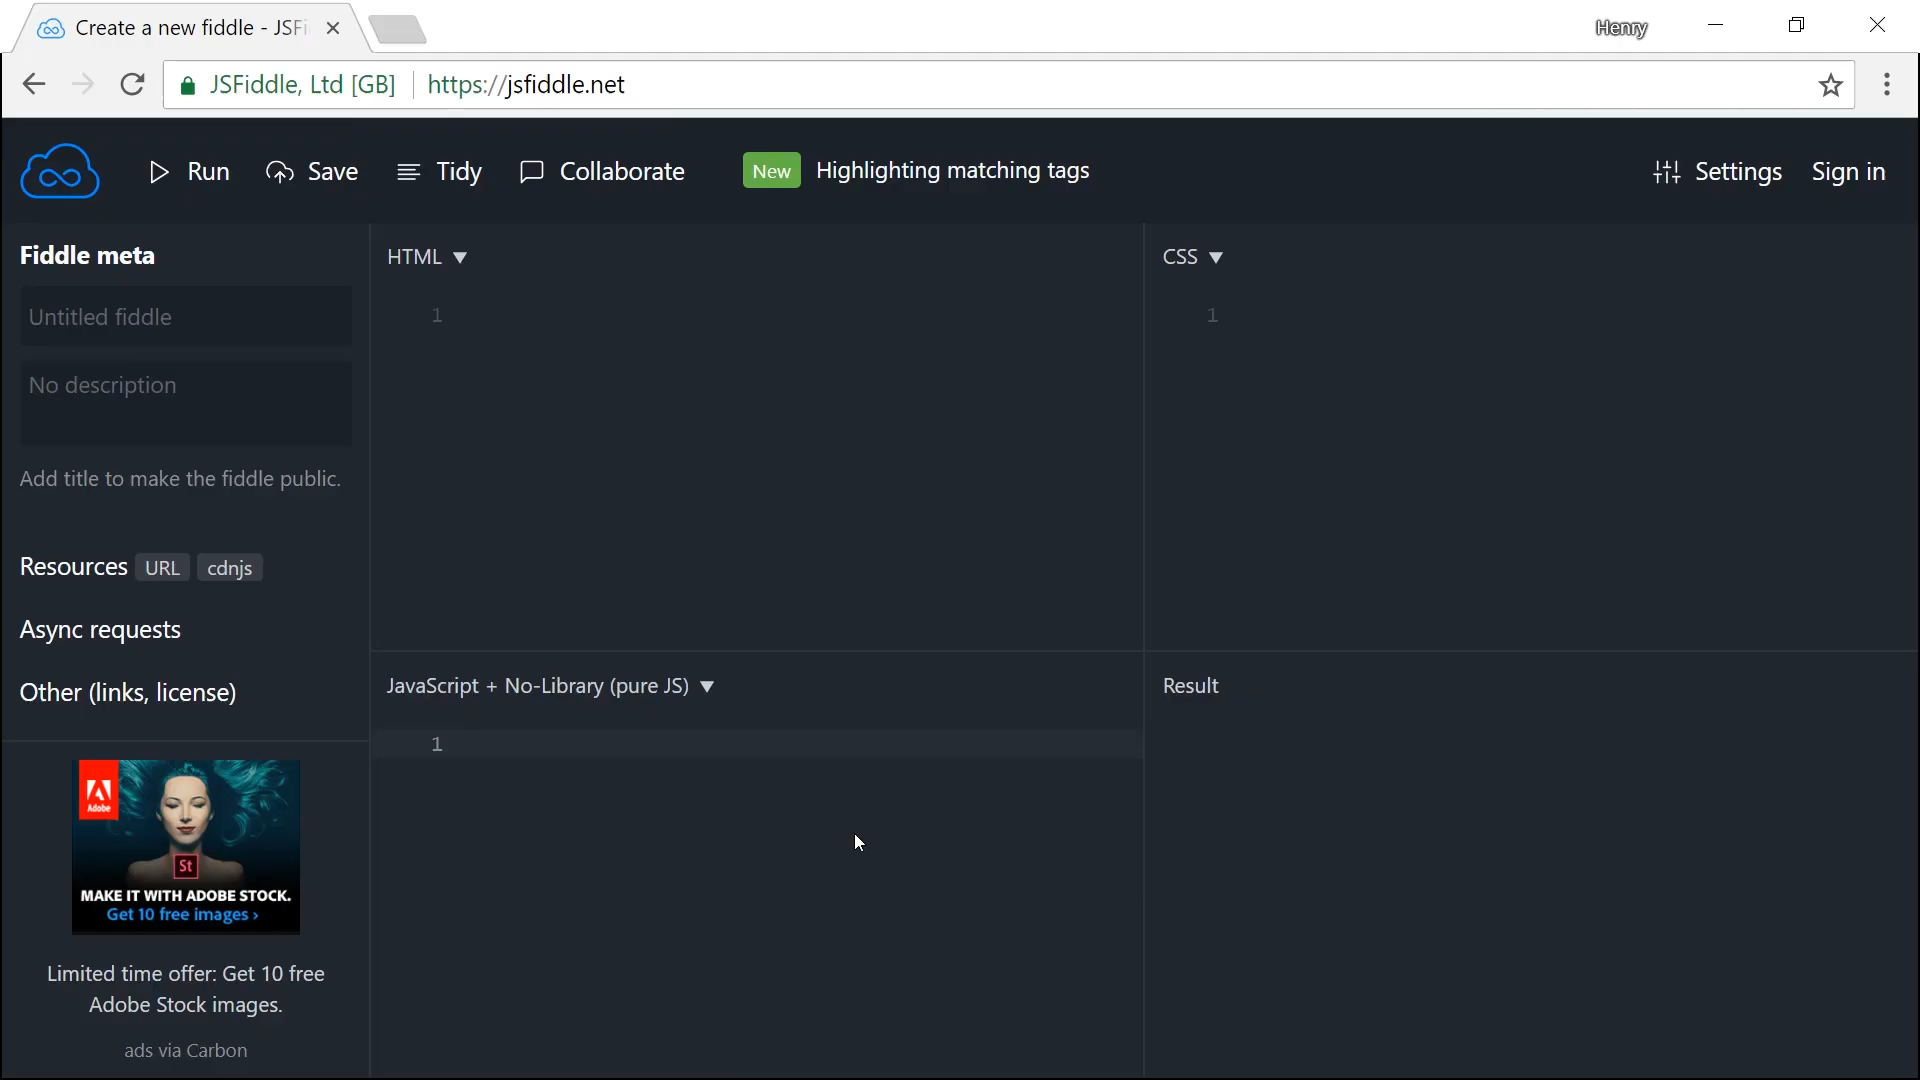 Create a new fiddle - JSFi
Henry
JSFiddle, Ltd [GB] https://jsfiddle.net
Run Save Tidy Collaborate New Highlighting matching tags Settings Sign in
Fiddle meta
Untitled fiddle
No description
Add title to make the fiddle public.
Resources URL cdnjs
Async requests
Other (links, license)
Adobe
St
MAKE IT WITH ADOBE STOCK.
Get 10 free images ›
Limited time offer: Get 10 free
Adobe Stock images.
ads via Carbon
HTML ▼
1
CSS ▼
1
JavaScript + No-Library (pure JS) ▼
1
Result